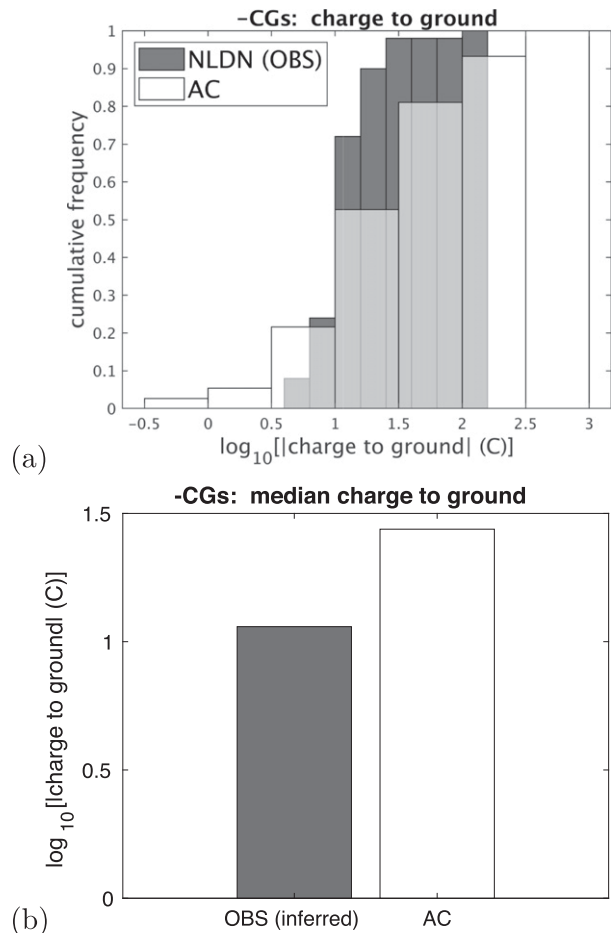 -CGs: charge to ground
NLDN (OBS)
AC
cumulative frequency
1
0.9
0.8
0.7
0.6
0.5
0.4
0.3
0.2
0.1
0
-0.5 0 0.5 1 1.5 2 2.5 3
log10[|charge to ground| (C)]
(a)
-CGs: median charge to ground
log10[|charge to ground| (C)]
1.5
1
0.5
0
OBS (inferred) AC
(b)